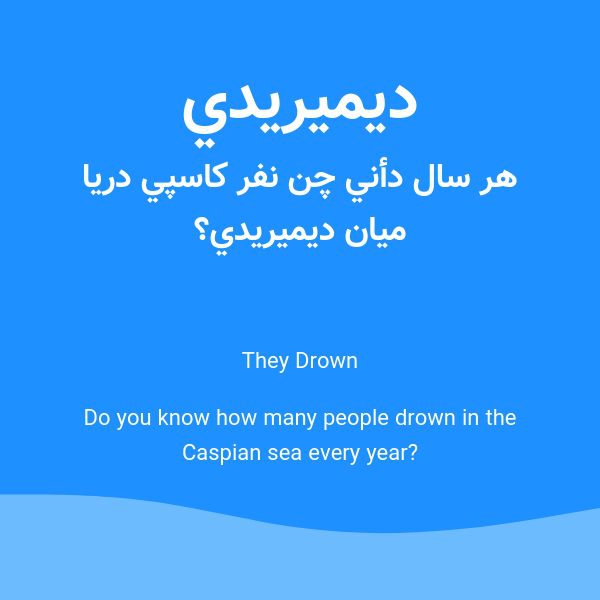 ديميريدي
هر سال دأني چن نفر کاسپي دريا
ميان ديميريدي؟
They Drown
Do you know how many people drown in the
Caspian sea every year?